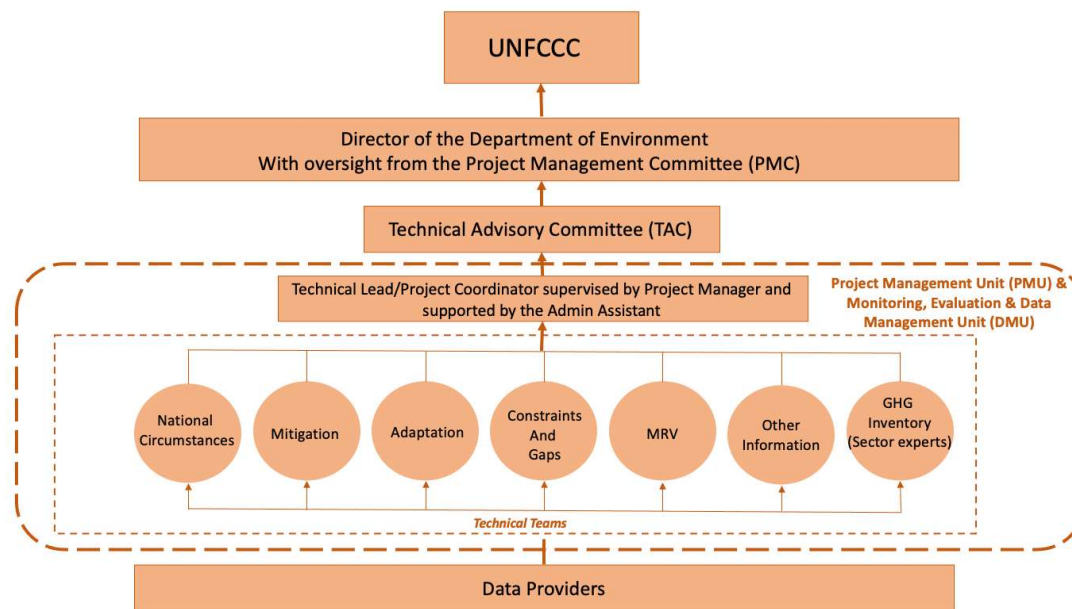 UNFCCC
Director of the Department of Environment
With oversight from the Project Management Committee (PMC)
Technical Advisory Committee (TAC)
Technical Lead/Project Coordinator supervised by Project Manager and
supported by the Admin Assistant
Project Management Unit (PMU) &
Monitoring, Evaluation & Data
Management Unit (DMU)
National
Circumstances
Mitigation
Adaptation
Constraints
And
Gaps
MRV
Other
Information
GHG
Inventory
(Sector experts)
Technical Teams
Data Providers